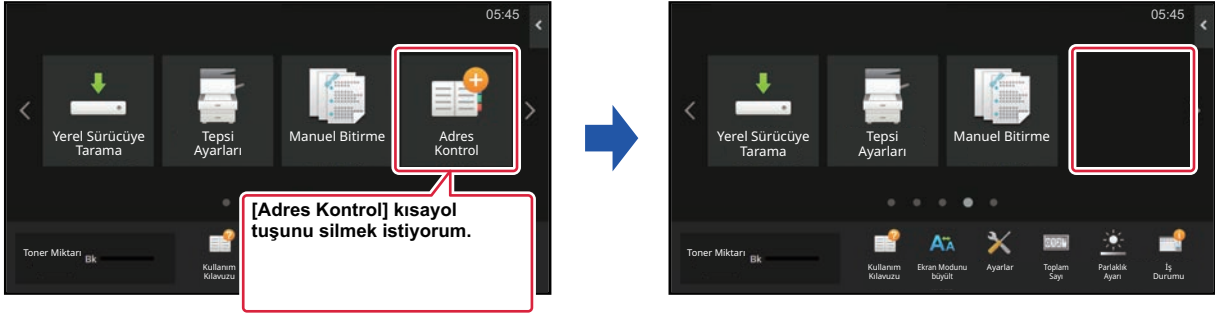 05:45
Yerel Sürücüye
Tarama
Tepsi
Ayarları
Manuel Bitirme
Adres
Kontrol
[Adres Kontrol] kısayol
tuşunu silmek istiyorum.
Toner Miktarı
Bk
Kullanım
Kılavuzu
05:45
Yerel Sürücüye
Tarama
Tepsi
Ayarları
Manuel Bitirme
Toner Miktarı
Bk
Kullanım
Kılavuzu
Ekran Modunu
büyült
Ayarlar
Toplam
Sayı
Parlaklık
Ayarı
İş
Durumu